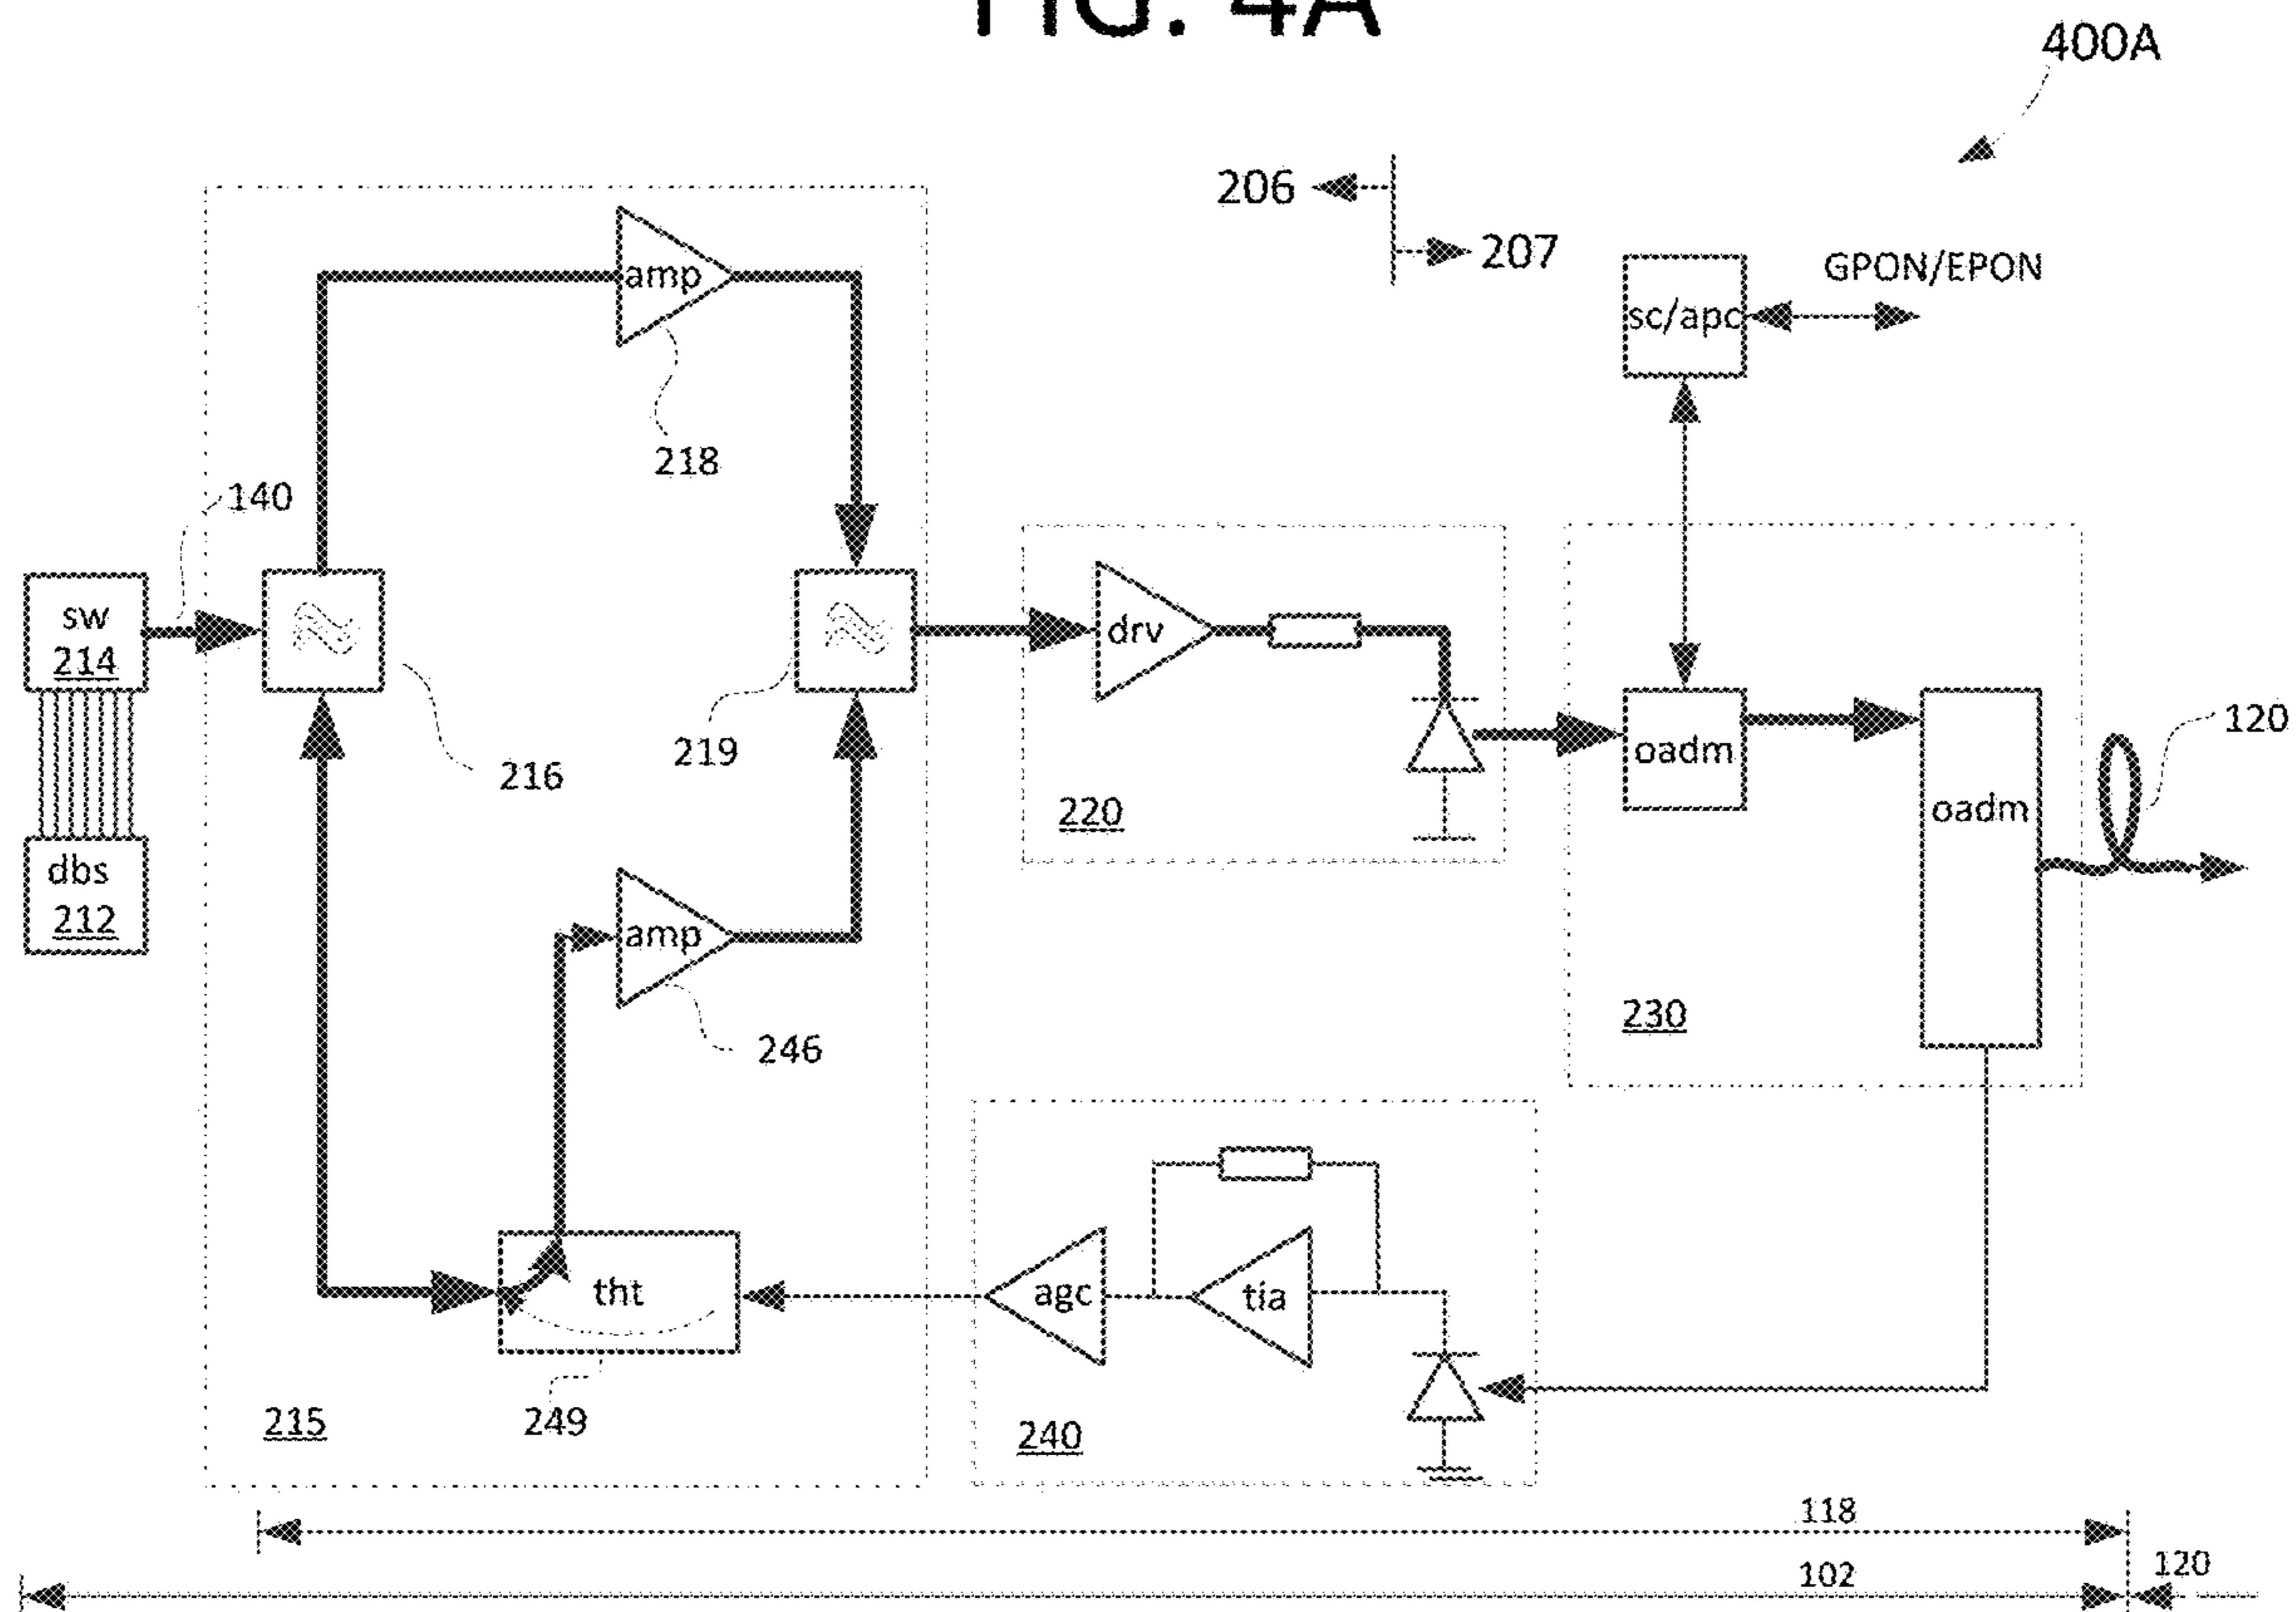 FIG. 4A
400A
206
207
GPON/EPON
sc/apc
amp
218
140
sw
214
216
219
drv
220
oadm
oadm
120
dbs
212
amp
246
230
tht
249
215
agc
tia
240
118
102
120